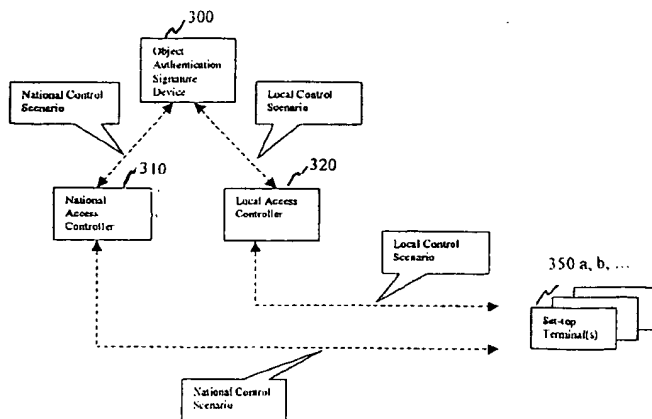 300
Object
Authentication
Signature
Device
National Control
Scenario
Local Control
Scenario
310
National
Access
Controller
320
Local Access
Controller
Local Control
Scenario
350 a, b, ...
Set-top
Terminal(s)
National Control
Scenario